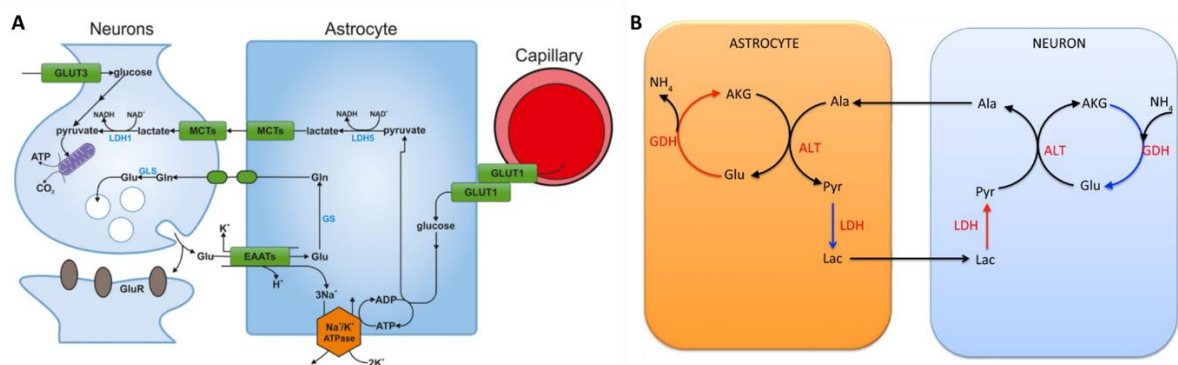 A
Neurons
Astrocyte
Capillary
GLUT3
glucose
NADH
NAD⁺
pyruvate
LDH1
lactate
MCTs
MCTs
lactate
NADH
NAD⁺
LDH5
pyruvate
ATP
CO₂
Glu
GLS
Gln
Gln
GLUT1
GLUT1
glucose
GS
K⁺
Glu
EAATs
Glu
H⁺
GluR
3Na⁺
ADP
ATP
Na⁺/K⁺
ATPase
2K⁺
B
ASTROCYTE
NH₄
AKG
Ala
GDH
ALT
Glu
Pyr
LDH
Lac
NEURON
Ala
AKG
NH₄
ALT
GDH
Pyr
Glu
LDH
Lac